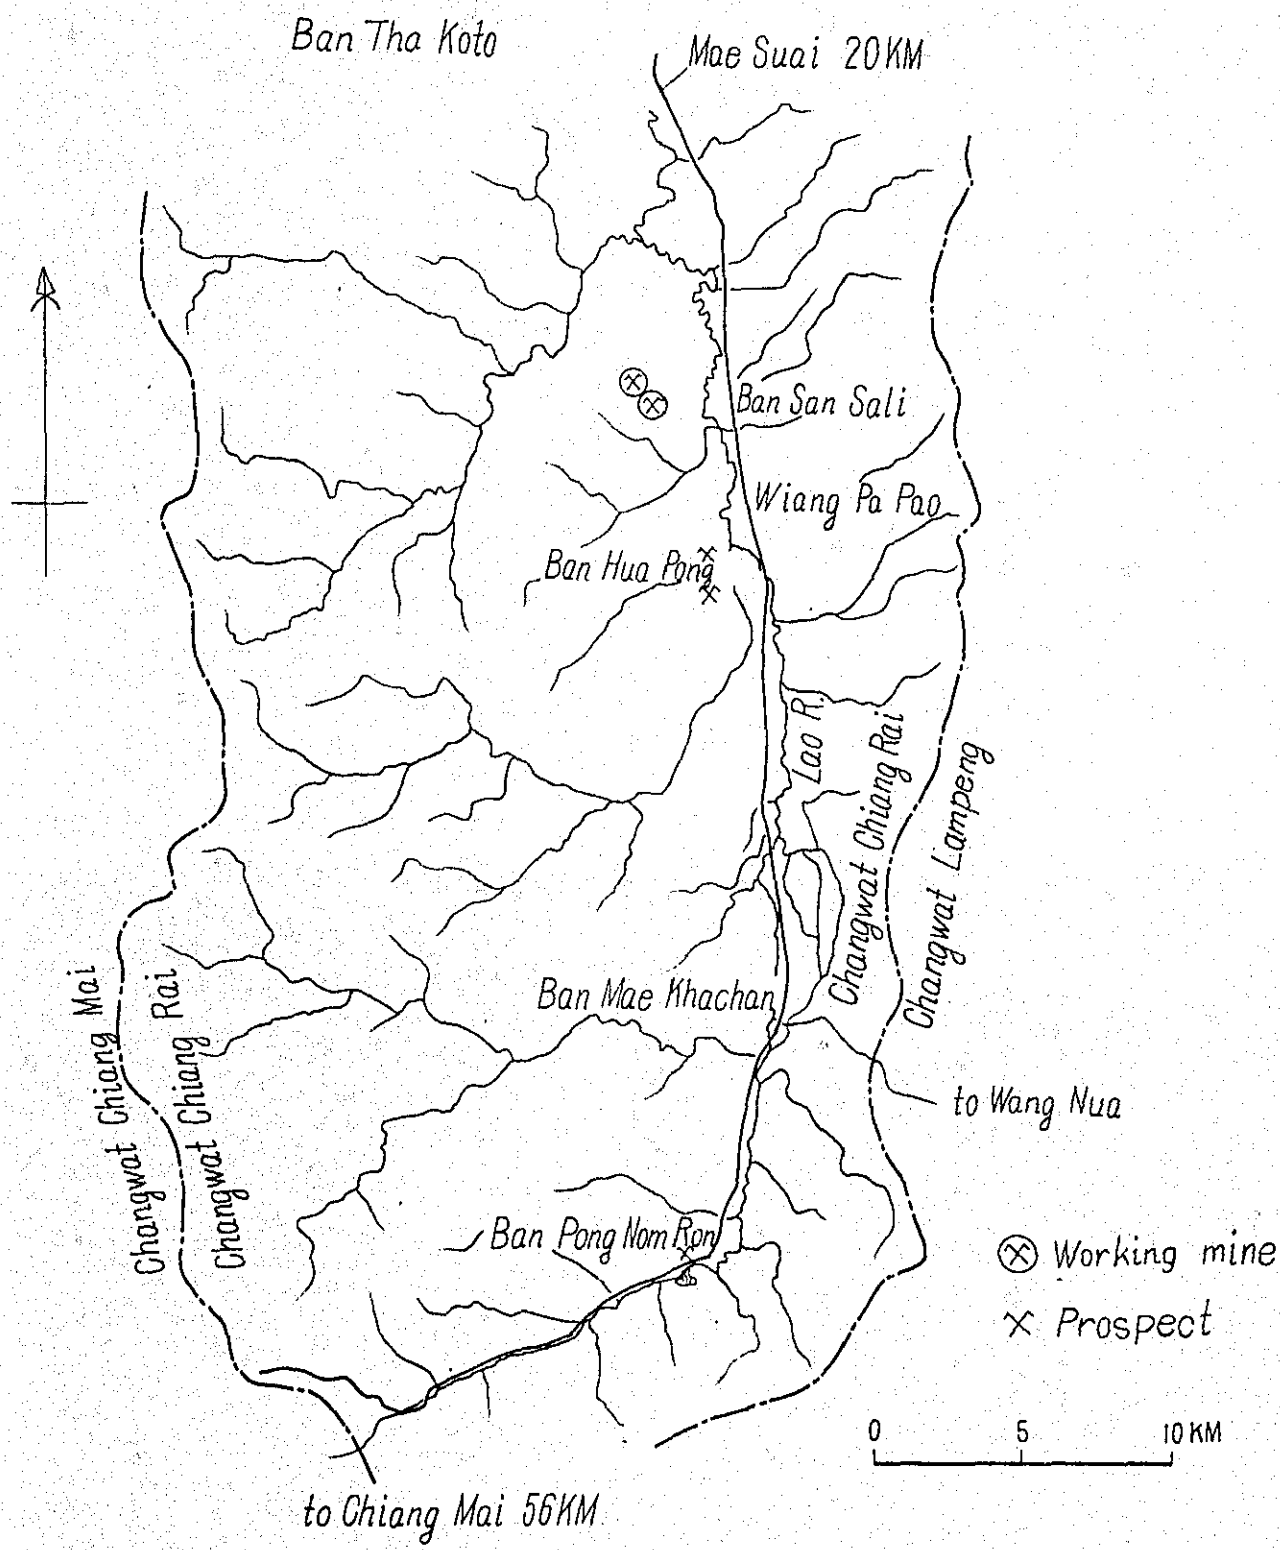 Ban Tha Koto
Mae Suai 20KM
Ban San Sali
Wiang Pa Pao
Ban Hua Pong
Lao R.
Changwat Chiang Rai
Changwat Lampeng
Changwat Chiang Mai
Changwat Chiang Rai
Ban Mae Khachan
to Wang Nua
Ban Pong Nom Ron
Working mine
Prospect
0 5 10 KM
to Chiang Mai 56KM